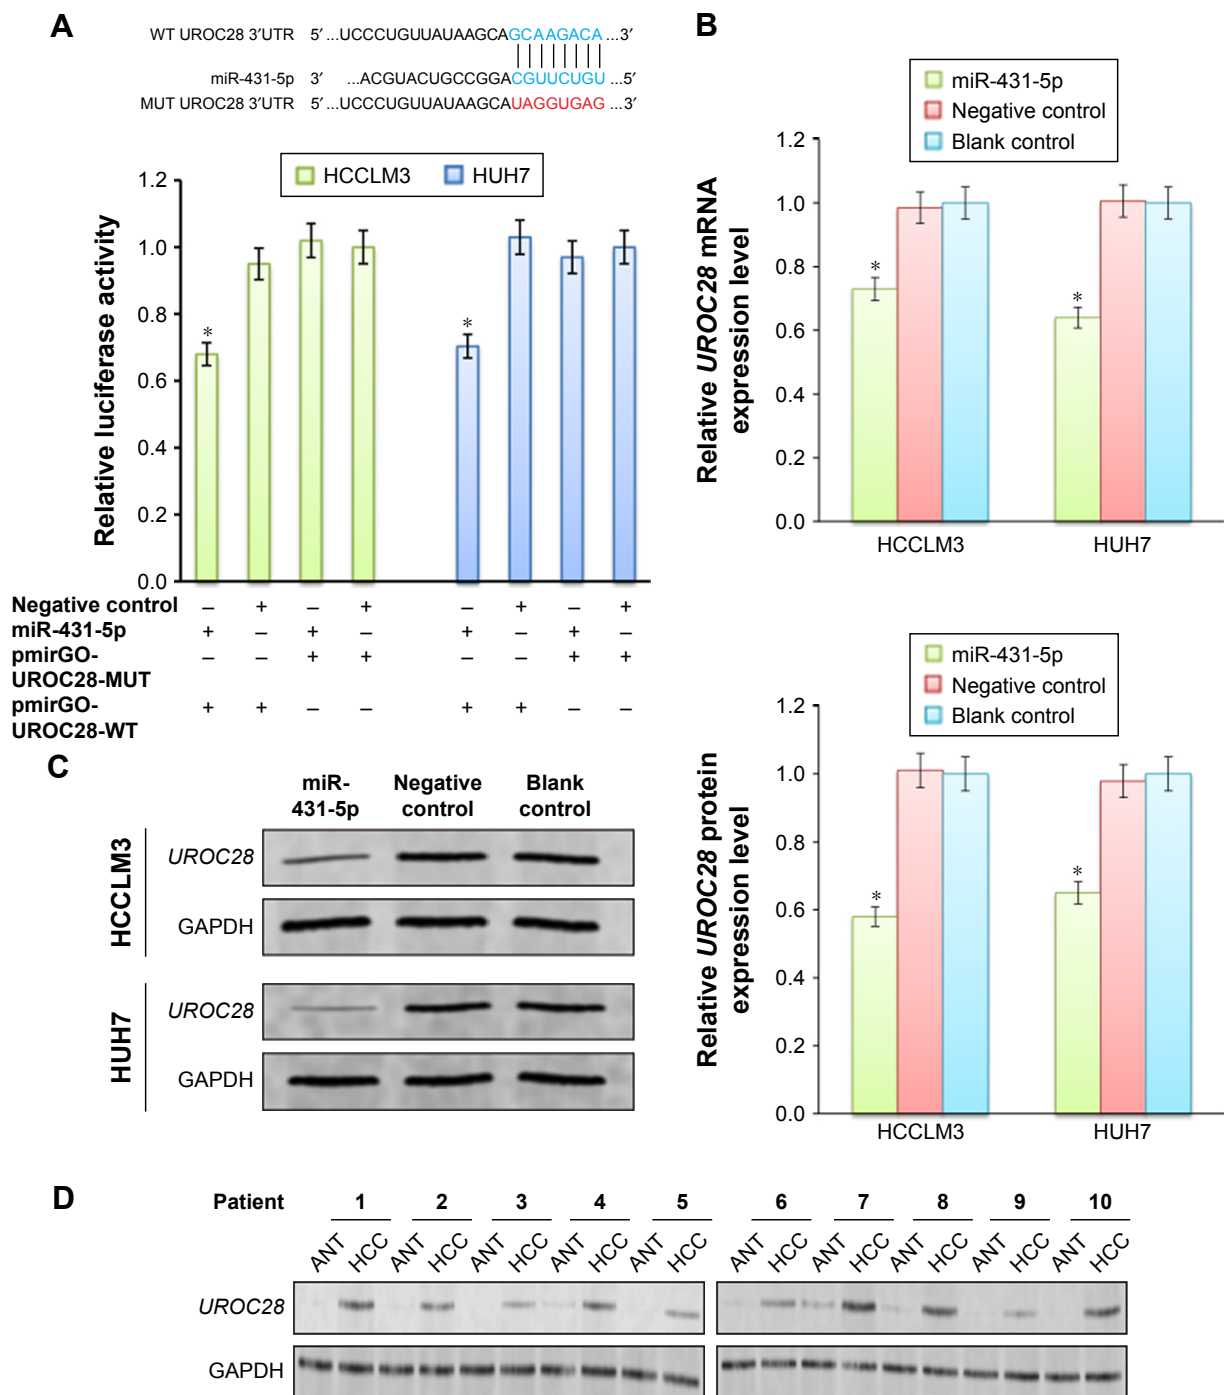 A
WT UROC28 3′UTR 5′ ...UCCCUGUUAUAAGCAGCAAGACA ...3′
miR-431-5p 3′ ...ACGUACUGCCGGACGUUCUGU ...5′
MUT UROC28 3′UTR 5′ ...UCCCUGUUAUAAGCAUAGGUGAG ...3′
HCCLM3 HUH7
Relative luciferase activity
1.2
1.0
0.8
0.6
0.4
0.2
0.0
* *
Negative control – + – + – + – +
miR-431-5p + – + – + – + –
pmirGO-UROC28-MUT – – + + – – + +
pmirGO-UROC28-WT + + – – + + – –
B
miR-431-5p
Negative control
Blank control
Relative UROC28 mRNA
expression level
1.2
1.0
0.8
0.6
0.4
0.2
0.0
* *
HCCLM3 HUH7
miR-431-5p
Negative control
Blank control
Relative UROC28 protein
expression level
1.2
1.0
0.8
0.6
0.4
0.2
0.0
* *
HCCLM3 HUH7
C
miR-431-5p Negative control Blank control
HCCLM3
UROC28
GAPDH
HUH7
UROC28
GAPDH
D
Patient 1 2 3 4 5 6 7 8 9 10
ANT HCC ANT HCC ANT HCC ANT HCC ANT HCC ANT HCC ANT HCC ANT HCC ANT HCC ANT HCC
UROC28
GAPDH